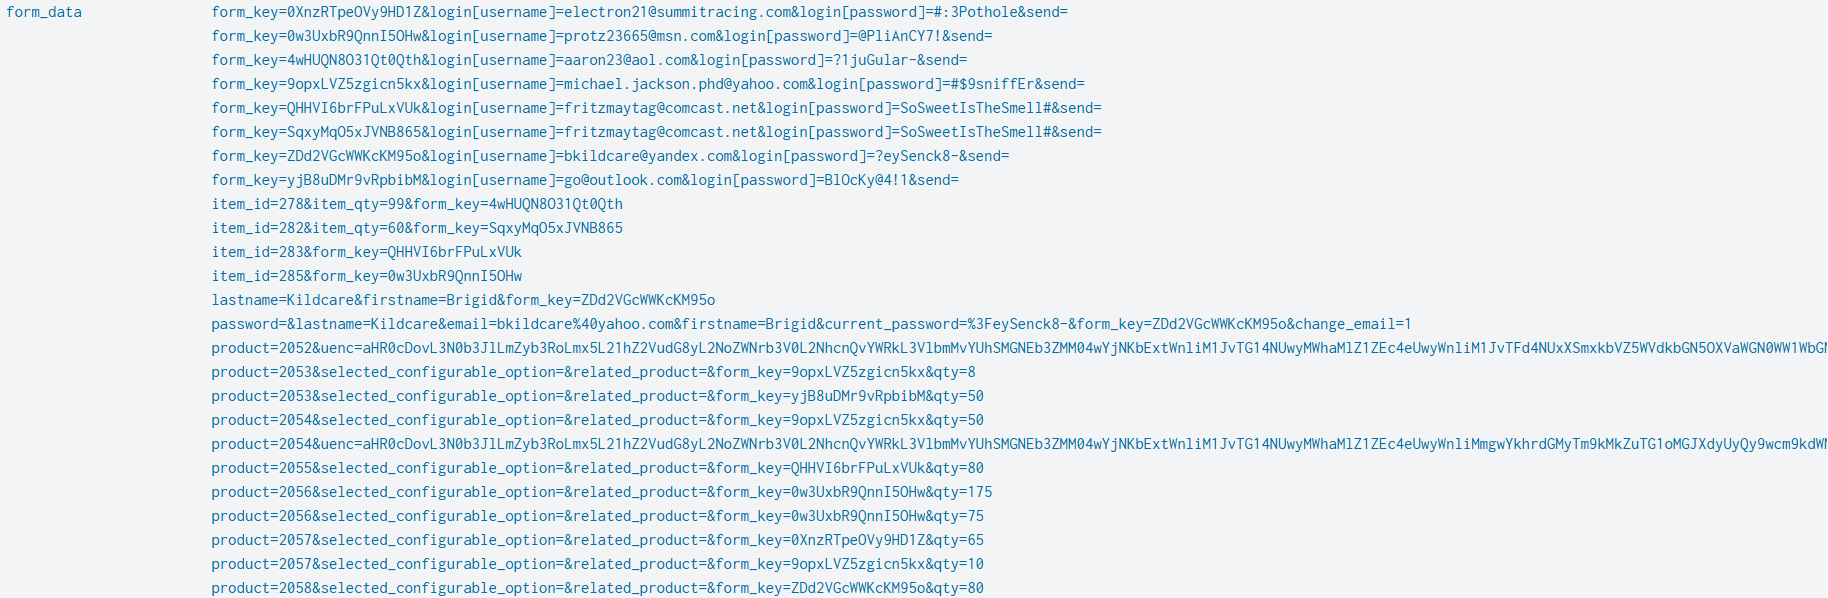 form_data form_key=0XnzRTpeOVy9HD1Z&login[username]=electron21@summitracing.com&login[password]=#:3Pothole&send=
form_key=0w3UxbR9QnnI5OHw&login[username]=protz23665@msn.com&login[password]=@PliAnCY7!&send=
form_key=4wHUQN8O31Qt0Qth&login[username]=aaron23@aol.com&login[password]=?1juGular-&send=
form_key=9opxLVZ5zgicn5kx&login[username]=michael.jackson.phd@yahoo.com&login[password]=#$9sniffEr&send=
form_key=QHHVI6brFPuLxVUk&login[username]=fritzmaytag@comcast.net&login[password]=SoSweetIsTheSmell#&send=
form_key=SqxyMqO5xJVNB865&login[username]=fritzmaytag@comcast.net&login[password]=SoSweetIsTheSmell#&send=
form_key=ZDd2VGcWWKcKM95o&login[username]=bkildcare@yandex.com&login[password]=?eySenck8-&send=
form_key=yjB8uDMr9vRpbibM&login[username]=go@outlook.com&login[password]=BlOcKy@4!1&send=
item_id=278&item_qty=99&form_key=4wHUQN8O31Qt0Qth
item_id=282&item_qty=60&form_key=SqxyMqO5xJVNB865
item_id=283&form_key=QHHVI6brFPuLxVUk
item_id=285&form_key=0w3UxbR9QnnI5OHw
lastname=Kildcare&firstname=Brigid&form_key=ZDd2VGcWWKcKM95o
password=&lastname=Kildcare&email=bkildcare%40yahoo.com&firstname=Brigid&current_password=%3FeySenck8-&form_key=ZDd2VGcWWKcKM95o&change_email=1
product=2052&uenc=aHR0cDovL3N0b3JlLmZyb3RoLmx5L21hZ2VudG8yL2NoZWNrb3V0L2NhcnQvYWRkL3VlbmMvYUhSMGNEb3ZMM04wYjNKbExtWnliM1JvTG14NUwyMWhaMlZ1ZEc4eUwyWnliM1JvTFd4NUxXSmxkbVZ5WVdkbGN5OXVaWGN0WW1WbGN
product=2053&selected_configurable_option=&related_product=&form_key=9opxLVZ5zgicn5kx&qty=8
product=2053&selected_configurable_option=&related_product=&form_key=yjB8uDMr9vRpbibM&qty=50
product=2054&selected_configurable_option=&related_product=&form_key=9opxLVZ5zgicn5kx&qty=50
product=2054&uenc=aHR0cDovL3N0b3JlLmZyb3RoLmx5L21hZ2VudG8yL2NoZWNrb3V0L2NhcnQvYWRkL3VlbmMvYUhSMGNEb3ZMM04wYjNKbExtWnliM1JvTG14NUwyMWhaMlZ1ZEc4eUwyWnliMmgwYkhrdGMyTm9kMkZuTG1oMGJXdyUyQy9wcm9kdWN
product=2055&selected_configurable_option=&related_product=&form_key=QHHVI6brFPuLxVUk&qty=80
product=2056&selected_configurable_option=&related_product=&form_key=0w3UxbR9QnnI5OHw&qty=175
product=2056&selected_configurable_option=&related_product=&form_key=0w3UxbR9QnnI5OHw&qty=75
product=2057&selected_configurable_option=&related_product=&form_key=0XnzRTpeOVy9HD1Z&qty=65
product=2057&selected_configurable_option=&related_product=&form_key=9opxLVZ5zgicn5kx&qty=10
product=2058&selected_configurable_option=&related_product=&form_key=ZDd2VGcWWKcKM95o&qty=80